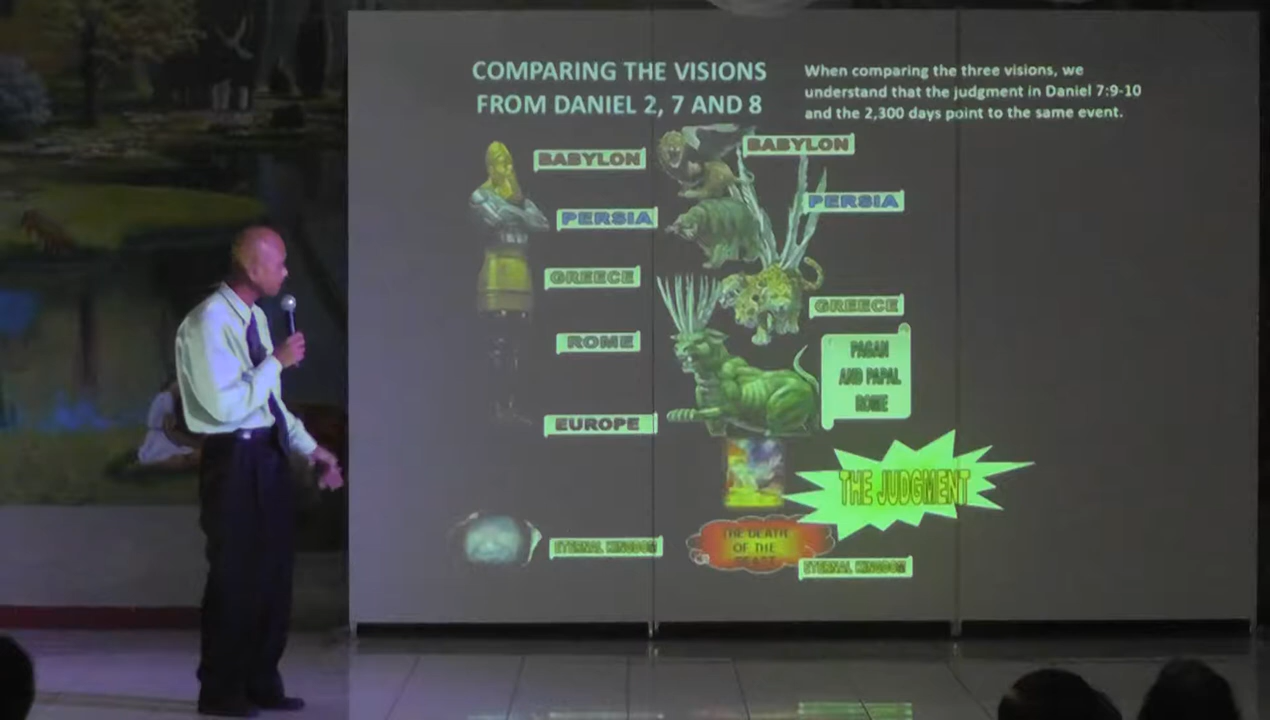 COMPARING THE VISIONS
FROM DANIEL 2, 7 AND 8
When comparing the three visions, we
understand that the judgment in Daniel 7:9-10
and the 2,300 days point to the same event.
BABYLON
PERSIA
GREECE
ROME
EUROPE
ETERNAL KINGDOM
BABYLON
PERSIA
GREECE
PAGAN
AND PAPAL
ROME
THE JUDGMENT
THE DEATH
OF THE
BEAST
ETERNAL KINGDOM